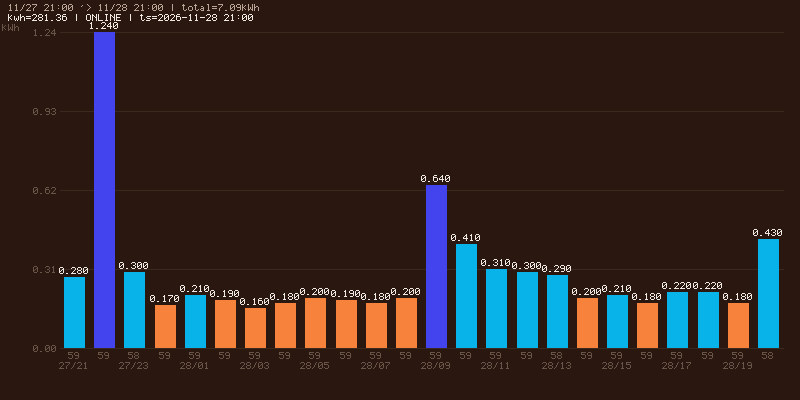 11/27 21:00 -> 11/28 21:00 | total=7.09kWh
Kwh=281.36 | ONLINE | ts=2026-11-28 21:00
kWh
1.24
0.93
0.62
0.31
0.00
0.280 1.240 0.300 0.170 0.210 0.190 0.160 0.180 0.200 0.190 0.180 0.200 0.640 0.410 0.310 0.300 0.290 0.200 0.210 0.180 0.220 0.220 0.180 0.430
59 59 58 59 59 59 59 59 59 59 59 59 59 59 59 59 58 59 59 59 59 59 59 58
27/21 27/23 28/01 28/03 28/05 28/07 28/09 28/11 28/13 28/15 28/17 28/19